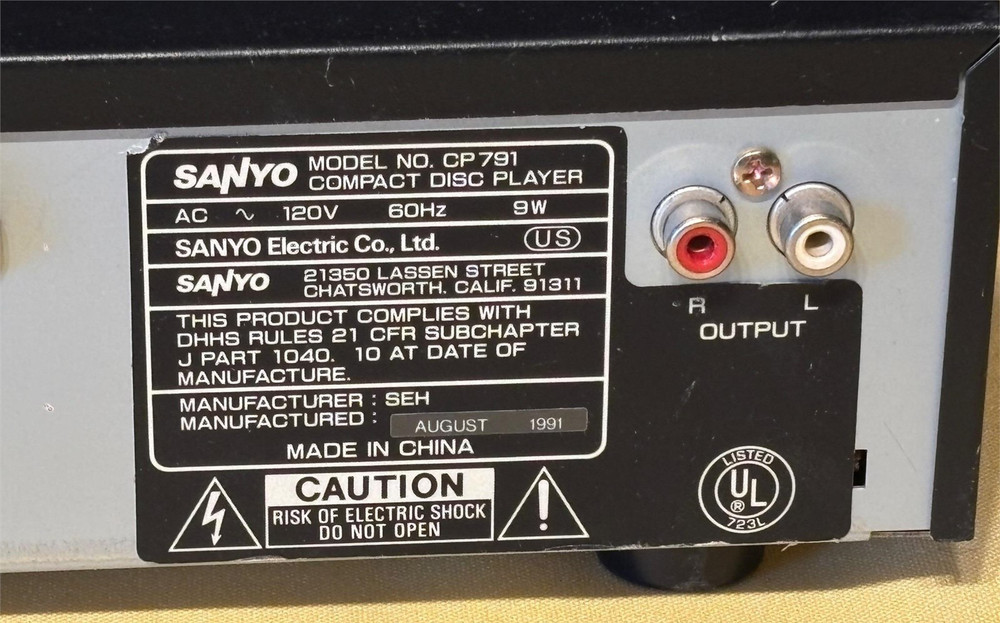 SANYO MODEL NO. CP791
COMPACT DISC PLAYER
AC ~ 120V 60Hz 9W
SANYO Electric Co., Ltd. US
SANYO 21350 LASSEN STREET
CHATSWORTH. CALIF. 91311
THIS PRODUCT COMPLIES WITH
DHHS RULES 21 CFR SUBCHAPTER
J PART 1040. 10 AT DATE OF
MANUFACTURE.
MANUFACTURER : SEH
MANUFACTURED : AUGUST 1991
MADE IN CHINA
CAUTION
RISK OF ELECTRIC SHOCK
DO NOT OPEN
R L
OUTPUT
LISTED
UL ®
723L